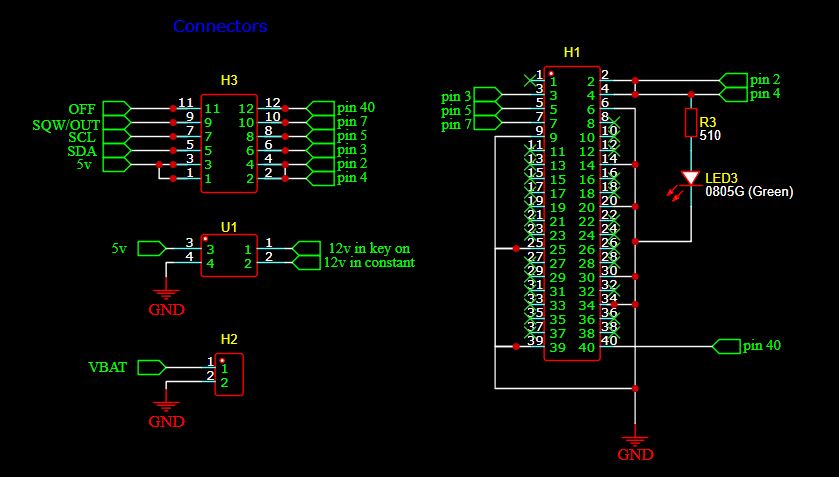 Connectors
H3
OFF 11 11 12 12 pin 40
SQW/OUT 9 9 10 10 pin 7
SCL 7 7 8 8 pin 5
SDA 5 5 6 6 pin 3
5v 3 3 4 4 pin 2
1 1 2 2 pin 4
U1
5v 3 3 1 1 12v in key on
4 4 2 2 12v in constant
GND
H2
VBAT 1 1
2 2
GND
H1
1 1 2 2 pin 2
pin 3 3 3 4 4 pin 4
pin 5 5 5 6 6
pin 7 7 7 8 8
9 9 10 10
11 11 12 12
13 13 14 14
15 15 16 16
17 17 18 18
19 19 20 20
21 21 22 22
23 23 24 24
25 25 26 26
27 27 28 28
29 29 30 30
31 31 32 32
33 33 34 34
35 35 36 36
37 37 38 38
39 39 40 40 pin 40
R3
510
LED3
0805G (Green)
GND